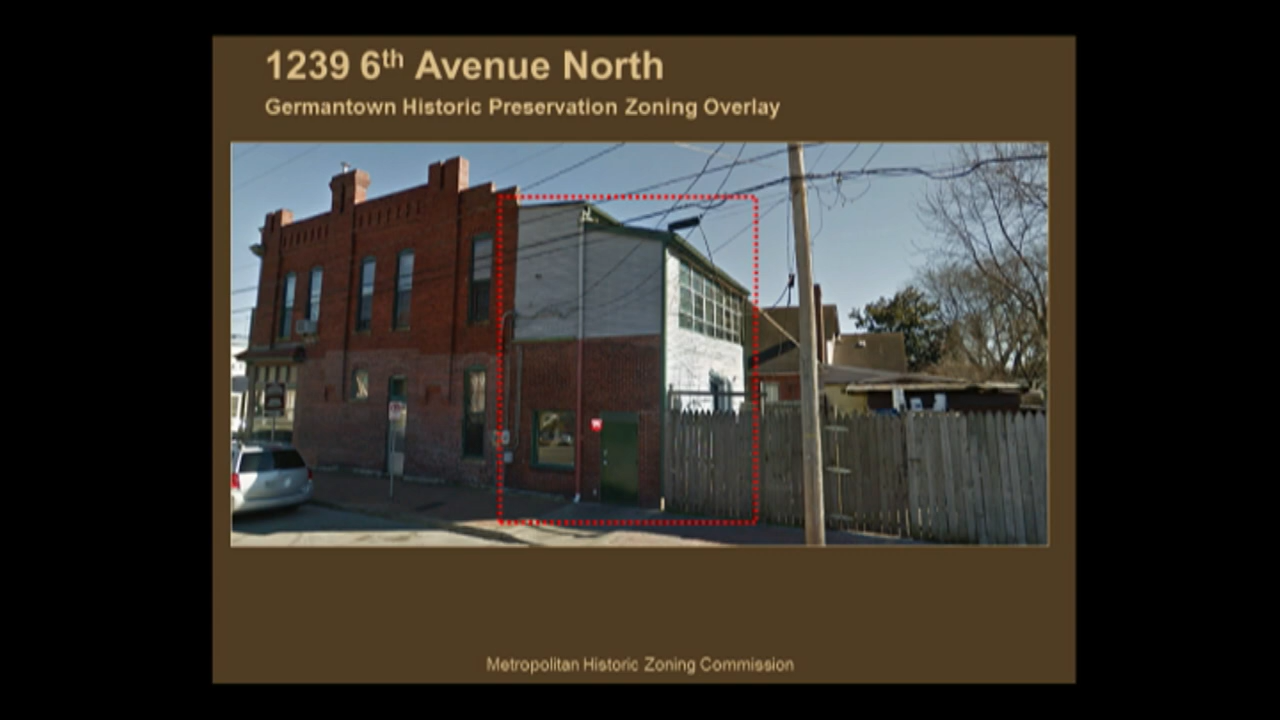 1239 6th Avenue North
Germantown Historic Preservation Zoning Overlay
Metropolitan Historic Zoning Commission